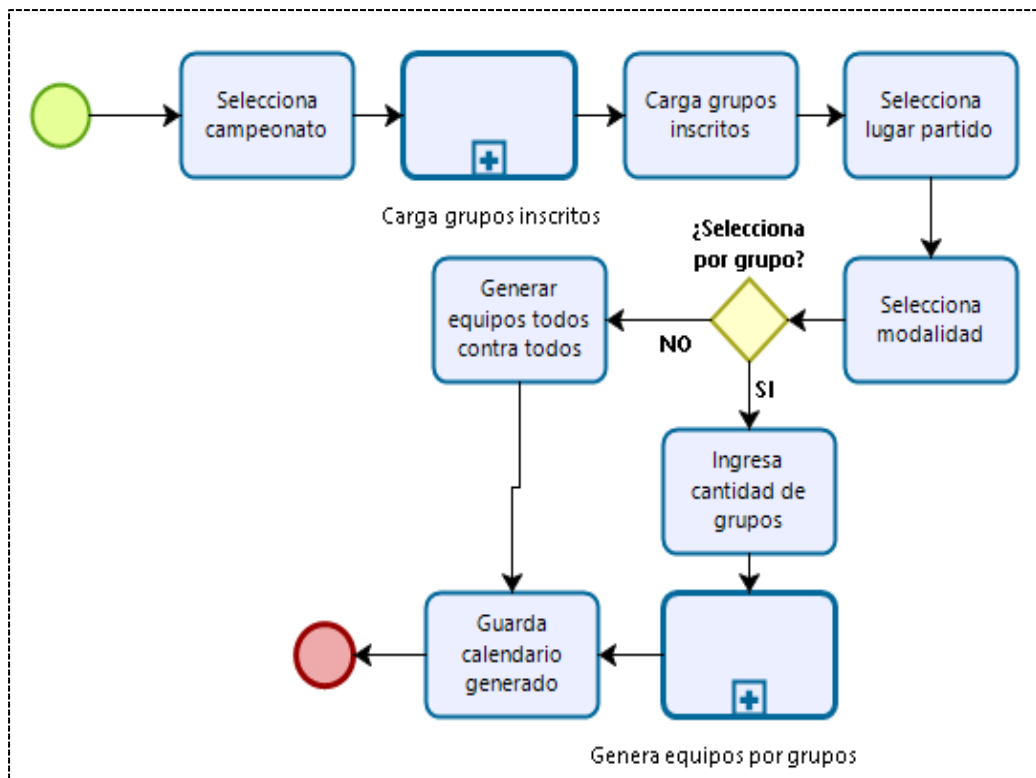 Selecciona
campeonato
Carga grupos inscritos
Carga grupos
inscritos
Selecciona
lugar partido
Selecciona
modalidad
¿Selecciona
por grupo?
NO
SI
Generar
equipos todos
contra todos
Ingresa
cantidad de
grupos
Genera equipos por grupos
Guarda
calendario
generado